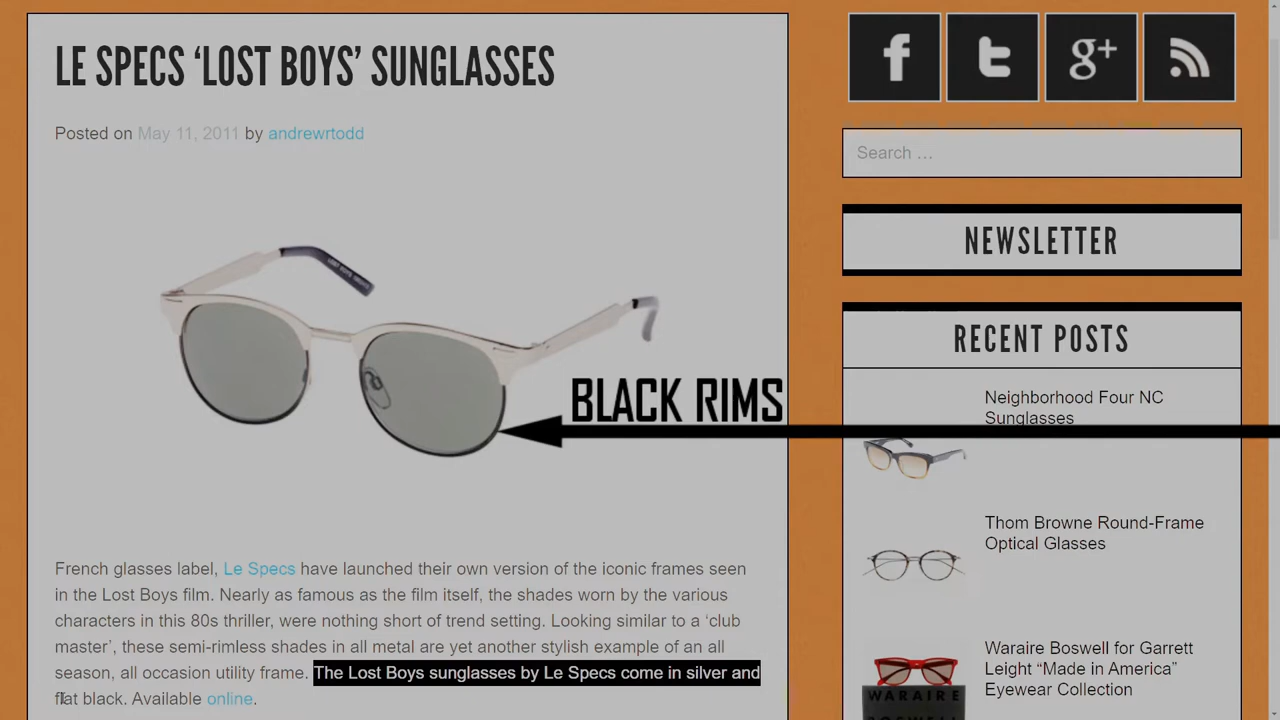 LE SPECS ‘LOST BOYS’ SUNGLASSES
Posted on May 11, 2011 by andrewrtodd
LOST BOYS
BLACK RIMS
French glasses label, Le Specs have launched their own version of the iconic frames seen
in the Lost Boys film. Nearly as famous as the film itself, the shades worn by the various
characters in this 80s thriller, were nothing short of trend setting. Looking similar to a ‘club
master’, these semi-rimless shades in all metal are yet another stylish example of an all
season, all occasion utility frame. The Lost Boys sunglasses by Le Specs come in silver and
flat black. Available online.
f t g+
Search …
NEWSLETTER
RECENT POSTS
Neighborhood Four NC
Sunglasses
Thom Browne Round-Frame
Optical Glasses
Waraire Boswell for Garrett
Leight “Made in America”
Eyewear Collection
WARAIRE
BOSWELL